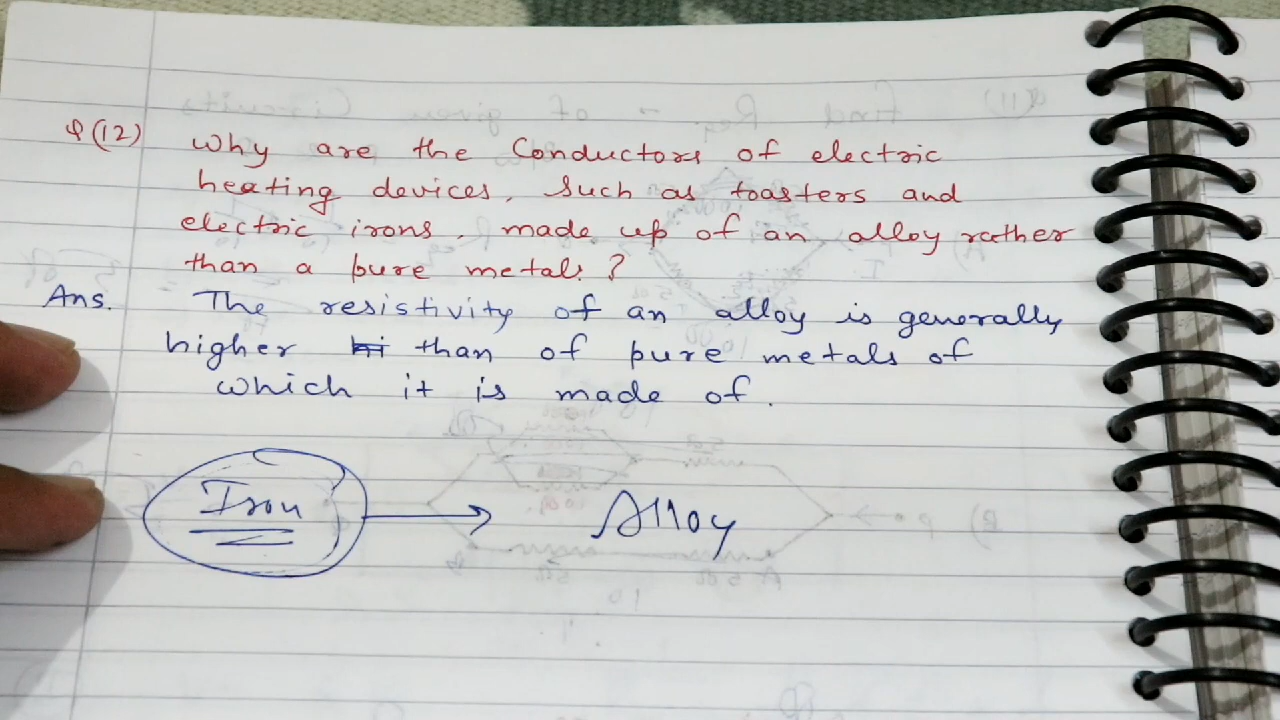 Q(12) Why are the Conductors of electric
heating devices, Such as toasters and
electric irons, made up of an alloy rather
than a pure metal ?
Ans. The resistivity of an alloy is generally
higher than of pure metals of
which it is made of.
Iron → Alloy